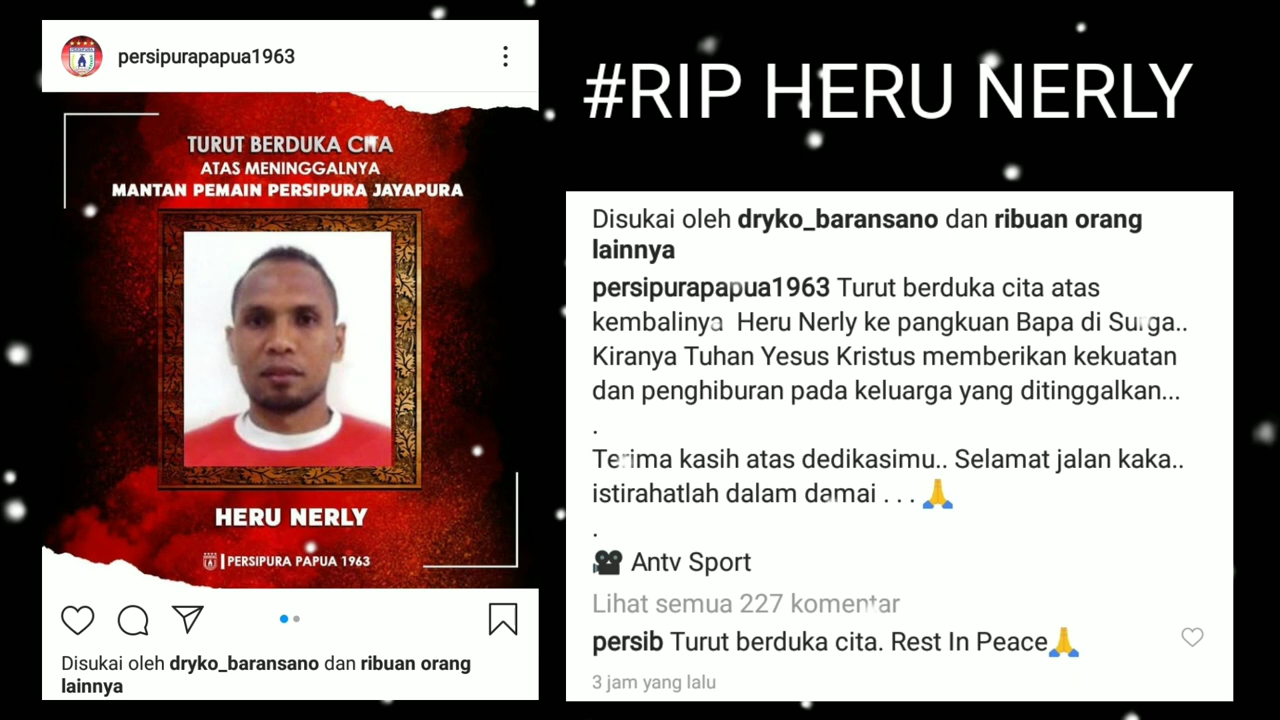 persipurapapua1963
TURUT BERDUKA CITA
ATAS MENINGGALNYA
MANTAN PEMAIN PERSIPURA JAYAPURA
HERU NERLY
PERSIPURA PAPUA 1963
Disukai oleh dryko_baransano dan ribuan orang
lainnya
#RIP HERU NERLY
Disukai oleh dryko_baransano dan ribuan orang
lainnya
persipurapapua1963 Turut berduka cita atas
kembalinya Heru Nerly ke pangkuan Bapa di Surga..
Kiranya Tuhan Yesus Kristus memberikan kekuatan
dan penghiburan pada keluarga yang ditinggalkan...
.
Terima kasih atas dedikasimu.. Selamat jalan kaka..
istirahatlah dalam damai . . . 🙏
.
🎥 Antv Sport
Lihat semua 227 komentar
persib Turut berduka cita. Rest In Peace🙏
3 jam yang lalu